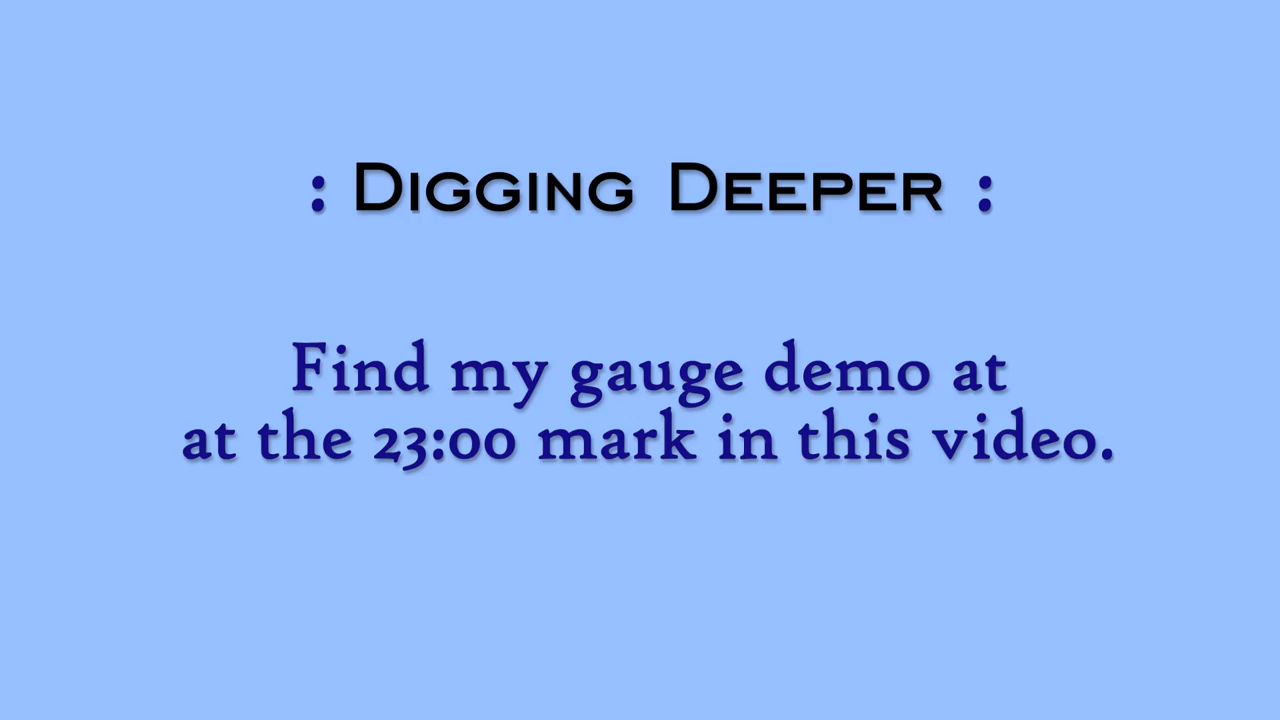 : Digging Deeper :
Find my gauge demo at
at the 23:00 mark in this video.